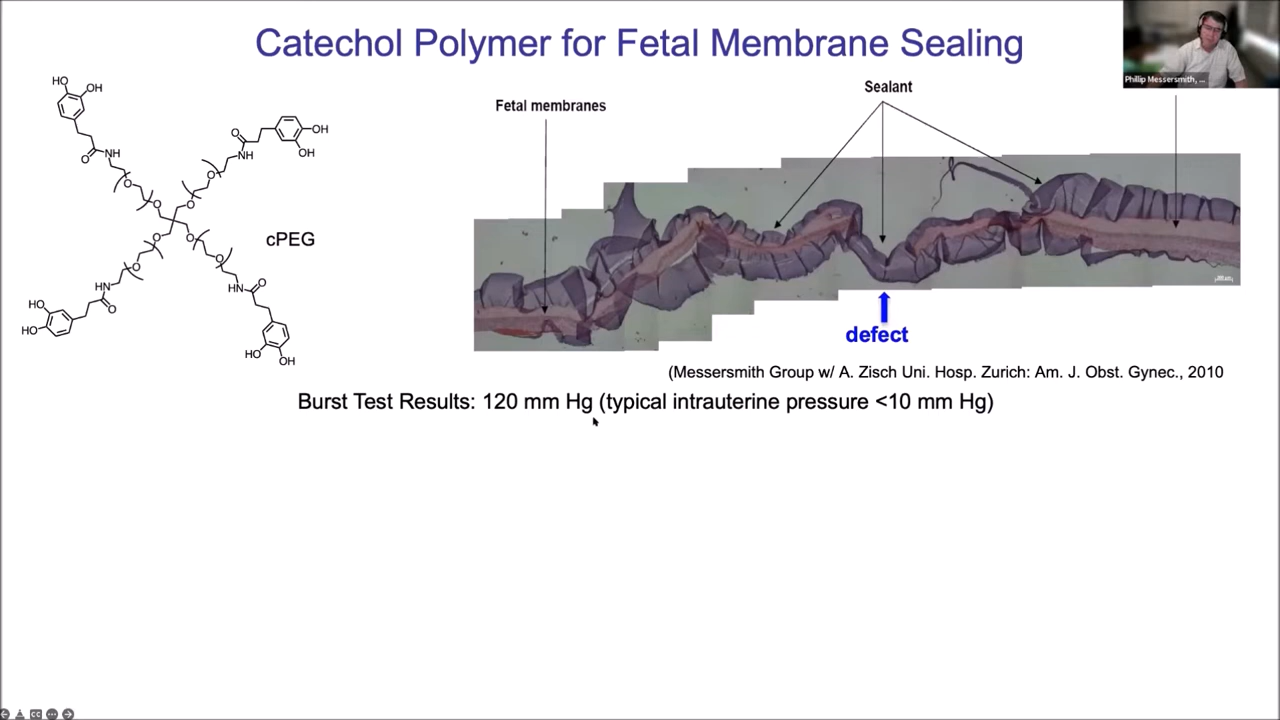 Catechol Polymer for Fetal Membrane Sealing
Phillip Messersmith, ...
Fetal membranes
Sealant
HO
OH
O
NH
O
O
O
NH
O
O
O
OH
OH
cPEG
O
O
HN
O
HO
HO
O
O
HN
O
HO
OH
defect
(Messersmith Group w/ A. Zisch Uni. Hosp. Zurich: Am. J. Obst. Gynec., 2010
Burst Test Results: 120 mm Hg (typical intrauterine pressure <10 mm Hg)
CC